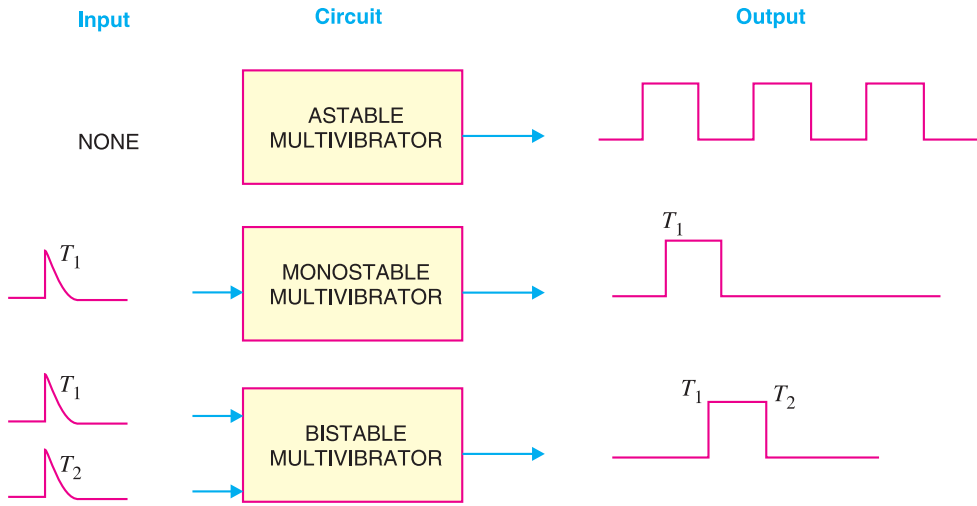 Input Circuit Output
NONE
ASTABLE
MULTIVIBRATOR
T1
MONOSTABLE
MULTIVIBRATOR
T1
T1
T2
BISTABLE
MULTIVIBRATOR
T1 T2